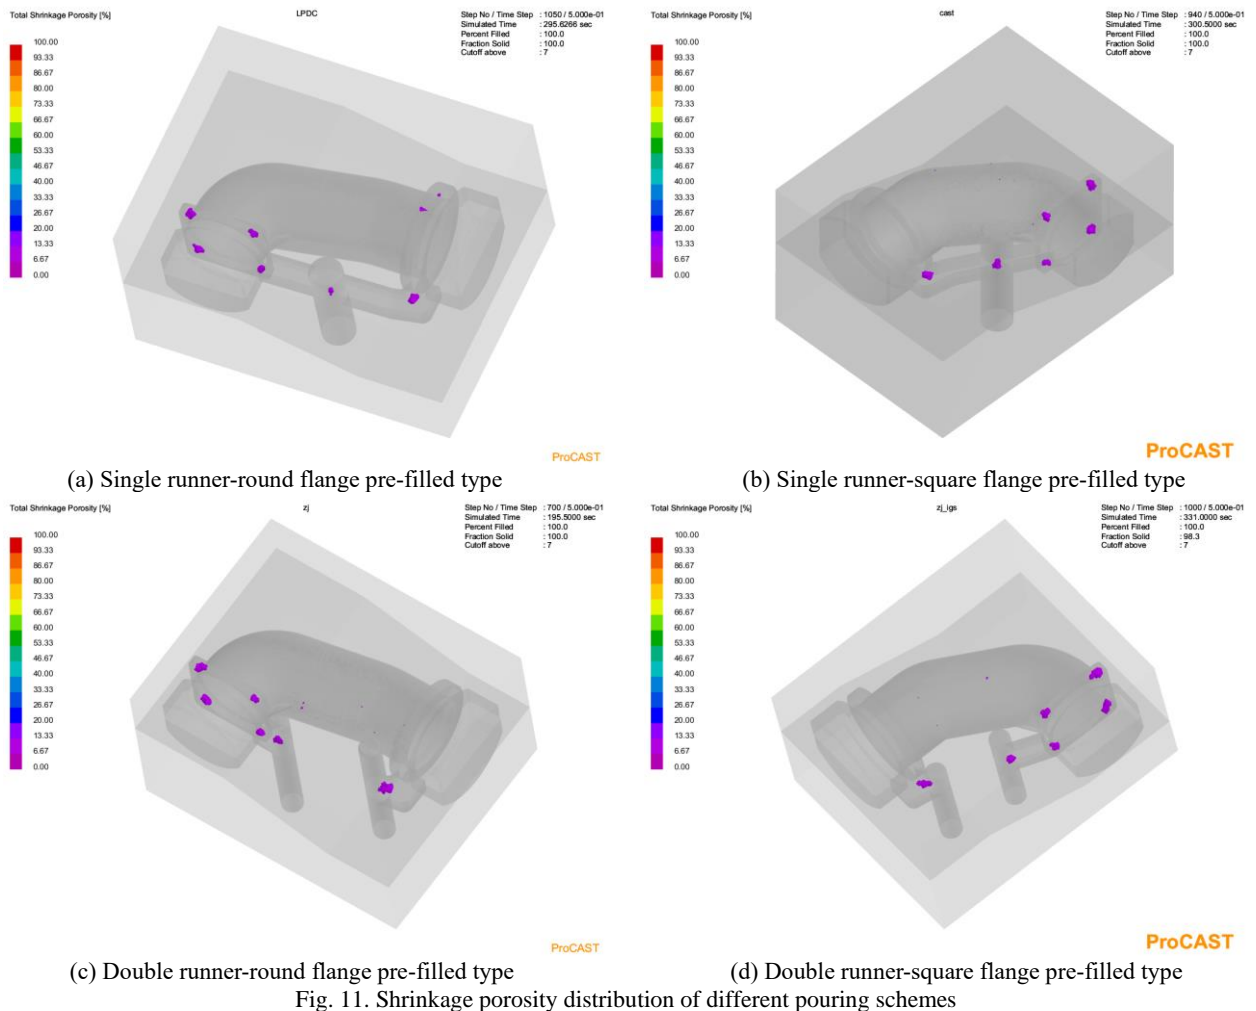 Total Shrinkage Porosity [%]
LPDC
Step No / Time Step : 1050 / 5.000e-01
Simulated Time : 295.6266 sec
Percent Filled : 100.0
Fraction Solid : 100.0
Cutoff above : 7
100.00
93.33
86.67
80.00
73.33
66.67
60.00
53.33
46.67
40.00
33.33
26.67
20.00
13.33
6.67
0.00
ProCAST
(a) Single runner-round flange pre-filled type
Total Shrinkage Porosity [%]
cast
Step No / Time Step : 940 / 5.000e-01
Simulated Time : 300.5000 sec
Percent Filled : 100.0
Fraction Solid : 100.0
Cutoff above : 7
100.00
93.33
86.67
80.00
73.33
66.67
60.00
53.33
46.67
40.00
33.33
26.67
20.00
13.33
6.67
0.00
ProCAST
(b) Single runner-square flange pre-filled type
Total Shrinkage Porosity [%]
zj
Step No / Time Step : 700 / 5.000e-01
Simulated Time : 195.5000 sec
Percent Filled : 100.0
Fraction Solid : 100.0
Cutoff above : 7
100.00
93.33
86.67
80.00
73.33
66.67
60.00
53.33
46.67
40.00
33.33
26.67
20.00
13.33
6.67
0.00
ProCAST
(c) Double runner-round flange pre-filled type
Total Shrinkage Porosity [%]
zj_igs
Step No / Time Step : 1000 / 5.000e-01
Simulated Time : 331.0000 sec
Percent Filled : 100.0
Fraction Solid : 98.3
Cutoff above : 7
100.00
93.33
86.67
80.00
73.33
66.67
60.00
53.33
46.67
40.00
33.33
26.67
20.00
13.33
6.67
0.00
ProCAST
(d) Double runner-square flange pre-filled type
Fig. 11. Shrinkage porosity distribution of different pouring schemes